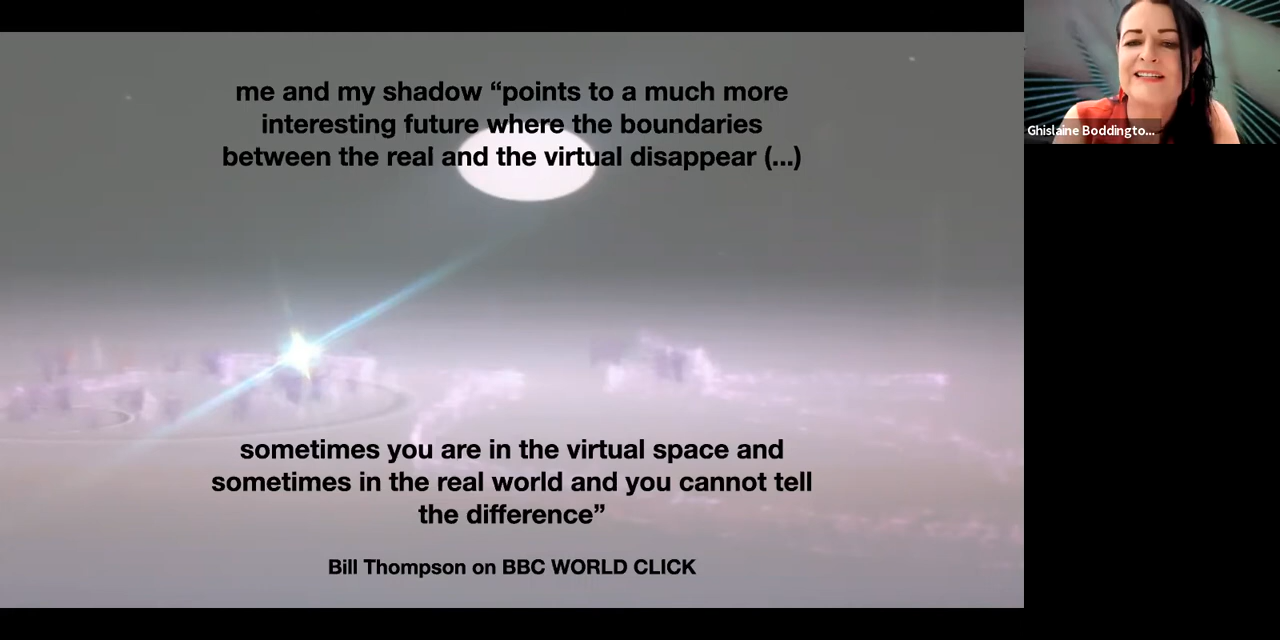 me and my shadow “points to a much more
interesting future where the boundaries
between the real and the virtual disappear (...)
sometimes you are in the virtual space and
sometimes in the real world and you cannot tell
the difference”
Bill Thompson on BBC WORLD CLICK
Ghislaine Boddingto...